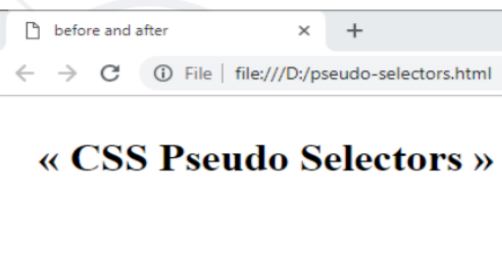 before and after
File file:///D:/pseudo-selectors.html
« CSS Pseudo Selectors »